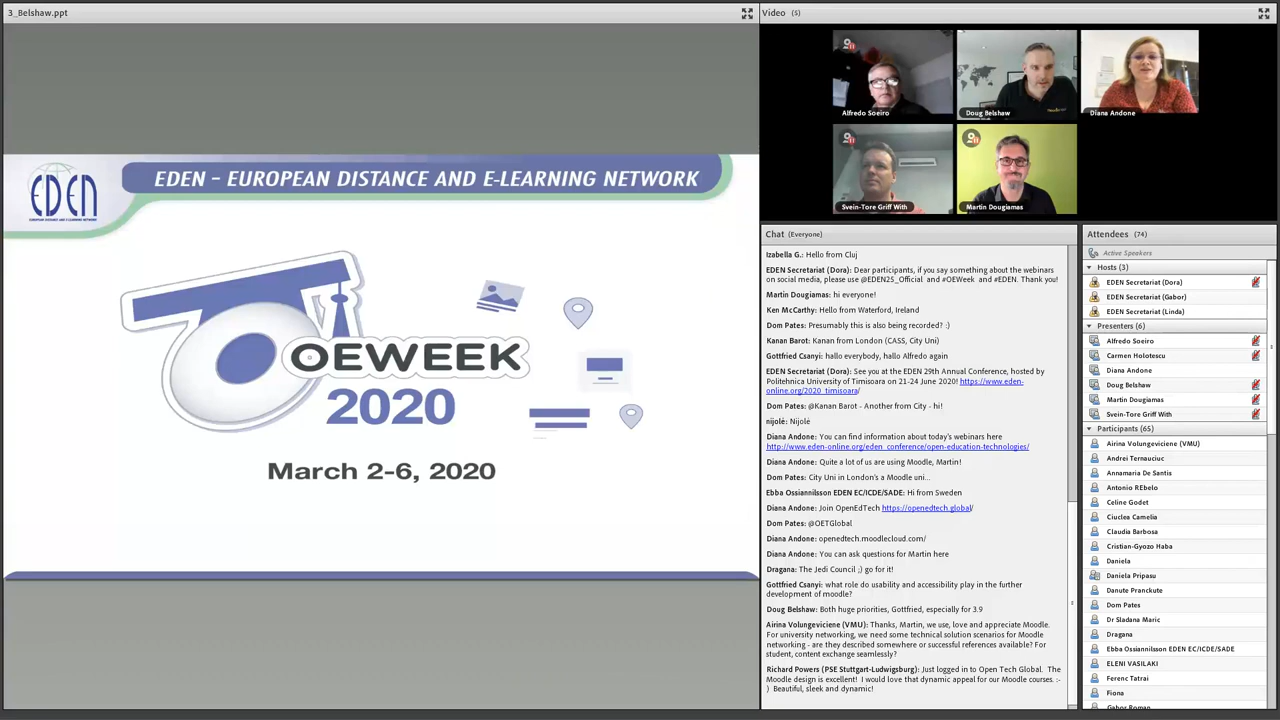 3_Belshaw.ppt
EDEN
EUROPEAN DISTANCE AND E-LEARNING NETWORK
EDEN – EUROPEAN DISTANCE AND E-LEARNING NETWORK
OEWEEK
2020
March 2-6, 2020
Video (5)
Alfredo Soeiro
Doug Belshaw
Diana Andone
Svein-Tore Griff With
Martin Dougiamas
Chat (Everyone)
Izabella G.: Hello from Cluj
EDEN Secretariat (Dora): Dear participants, if you say something about the webinars
on social media, please use @EDEN25_Official and #OEWeek and #EDEN. Thank you!
Martin Dougiamas: hi everyone!
Ken McCarthy: Hello from Waterford, Ireland
Dom Pates: Presumably this is also being recorded? :)
Kanan Barot: Kanan from London (CASS, City Uni)
Gottfried Csanyi: hallo everybody, hallo Alfredo again
EDEN Secretariat (Dora): See you at the EDEN 29th Annual Conference, hosted by
Politehnica University of Timisoara on 21-24 June 2020! https://www.eden-
online.org/2020_timisoara/
Dom Pates: @Kanan Barot - Another from City - hi!
nijolė: Nijolė
Diana Andone: You can find information about today's webinars here
http://www.eden-online.org/eden_conference/open-education-technologies/
Diana Andone: Quite a lot of us are using Moodle, Martin!
Dom Pates: City Uni in London's a Moodle uni...
Ebba Ossiannilsson EDEN EC/ICDE/SADE: Hi from Sweden
Diana Andone: Join OpenEdTech https://openedtech.global/
Dom Pates: @OETGlobal
Diana Andone: openedtech.moodlecloud.com/
Diana Andone: You can ask questions for Martin here
Dragana: The Jedi Council ;) go for it!
Gottfried Csanyi: what role do usability and accessibility play in the further
development of moodle?
Doug Belshaw: Both huge priorities, Gottfried, especially for 3.9
Airina Volungeviciene (VMU): Thanks, Martin, we use, love and appreciate Moodle.
For university networking, we need some technical solution scenarios for Moodle
networking - are they described somewhere or successful references available? For
student, content exchange seamlessly?
Richard Powers (PSE Stuttgart-Ludwigsburg): Just logged in to Open Tech Global. The
Moodle design is excellent! I would love that dynamic appeal for our Moodle courses. :-
) Beautiful, sleek and dynamic!
Attendees (74)
Active Speakers
Hosts (3)
EDEN Secretariat (Dora)
EDEN Secretariat (Gabor)
EDEN Secretariat (Linda)
Presenters (6)
Alfredo Soeiro
Carmen Holotescu
Diana Andone
Doug Belshaw
Martin Dougiamas
Svein-Tore Griff With
Participants (65)
Airina Volungeviciene (VMU)
Andrei Ternauciuc
Annamaria De Santis
Antonio REbelo
Celine Godet
Ciuclea Camelia
Claudia Barbosa
Cristian-Gyozo Haba
Daniela
Daniela Pripasu
Danute Pranckute
Dom Pates
Dr Sladana Maric
Dragana
Ebba Ossiannilsson EDEN EC/ICDE/SADE
ELENI VASILAKI
Ferenc Tatrai
Fiona
Gabor Roman